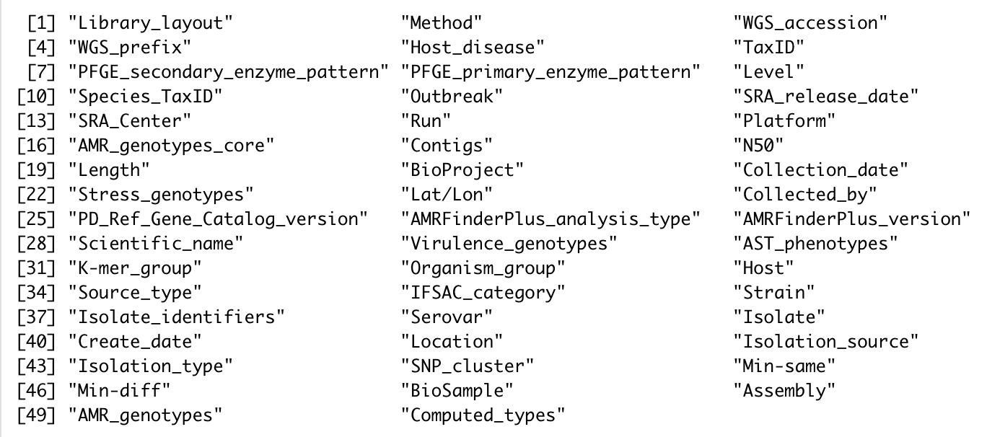 [1] "Library_layout" "Method" "WGS_accession"
[4] "WGS_prefix" "Host_disease" "TaxID"
[7] "PFGE_secondary_enzyme_pattern" "PFGE_primary_enzyme_pattern" "Level"
[10] "Species_TaxID" "Outbreak" "SRA_release_date"
[13] "SRA_Center" "Run" "Platform"
[16] "AMR_genotypes_core" "Contigs" "N50"
[19] "Length" "BioProject" "Collection_date"
[22] "Stress_genotypes" "Lat/Lon" "Collected_by"
[25] "PD_Ref_Gene_Catalog_version" "AMRFinderPlus_analysis_type" "AMRFinderPlus_version"
[28] "Scientific_name" "Virulence_genotypes" "AST_phenotypes"
[31] "K-mer_group" "Organism_group" "Host"
[34] "Source_type" "IFSAC_category" "Strain"
[37] "Isolate_identifiers" "Serovar" "Isolate"
[40] "Create_date" "Location" "Isolation_source"
[43] "Isolation_type" "SNP_cluster" "Min-same"
[46] "Min-diff" "BioSample" "Assembly"
[49] "AMR_genotypes" "Computed_types"